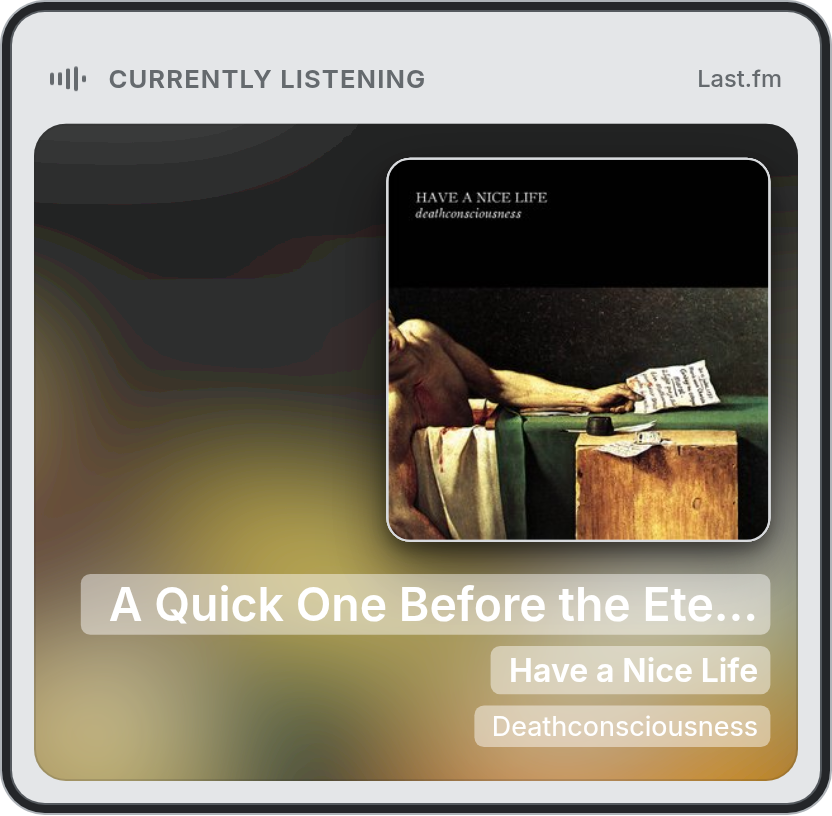 CURRENTLY LISTENING
Last.fm
HAVE A NICE LIFE
deathconsciousness
A Quick One Before the Ete...
Have a Nice Life
Deathconsciousness